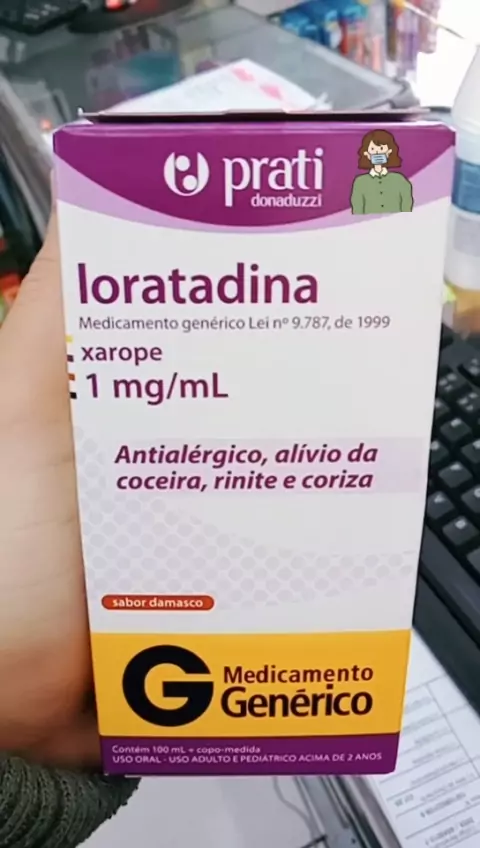 prati
donaduzzi
loratadina
Medicamento genérico Lei nº 9.787, de 1999
xarope
1 mg/mL
Antialérgico, alívio da
coceira, rinite e coriza
sabor damasco
G Medicamento
Genérico
Contém 100 mL + copo-medida
USO ORAL - USO ADULTO E PEDIÁTRICO ACIMA DE 2 ANOS